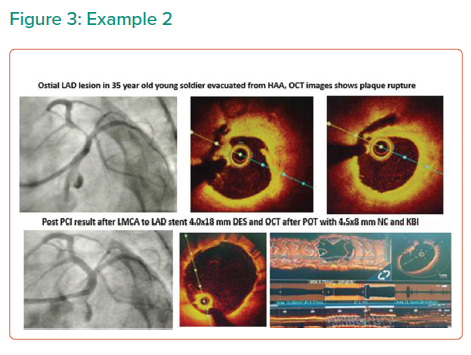 Figure 3: Example 2
Ostial LAD lesion in 35 year old young soldier evacuated from HAA, OCT images shows plaque rupture
Post PCI result after LMCA to LAD stent 4.0x18 mm DES and OCT after POT with 4.5x8 mm NC and KBI